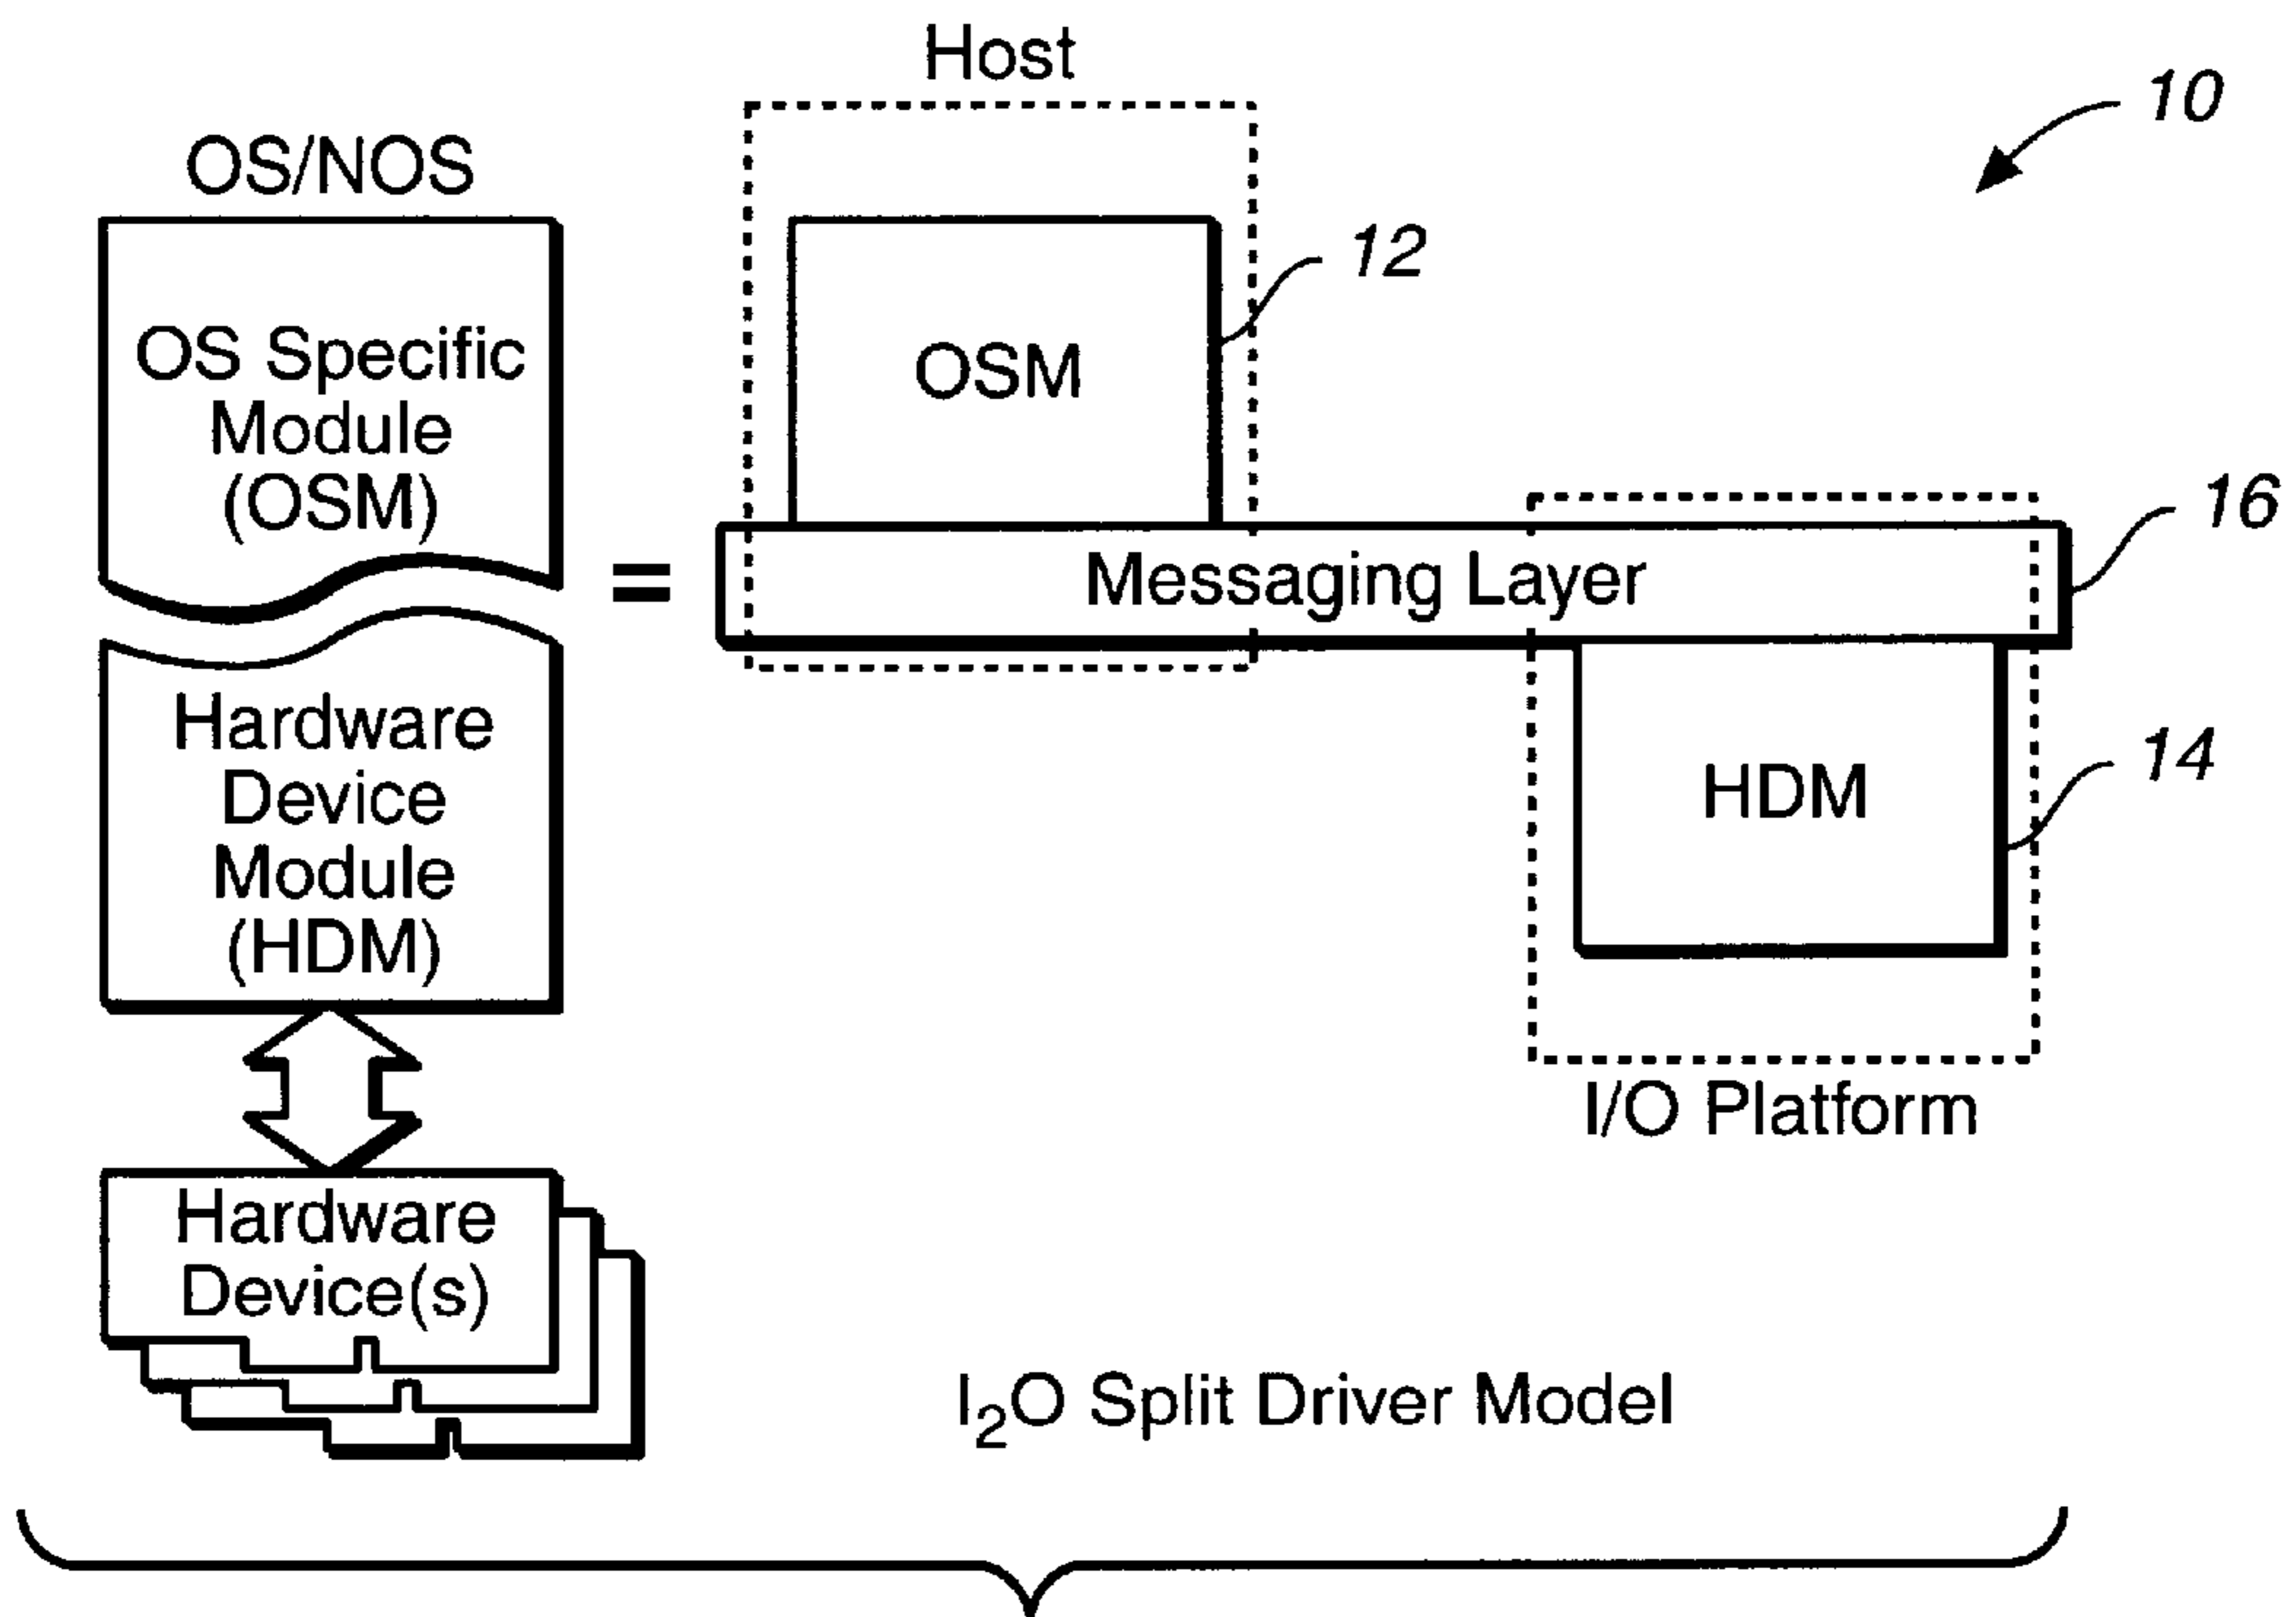 Host
10
OS/NOS
12
OS Specific
Module
(OSM)
OSM
16
=
Messaging Layer
Hardware
Device
Module
(HDM)
14
HDM
I/O Platform
Hardware
Device(s)
I₂O Split Driver Model